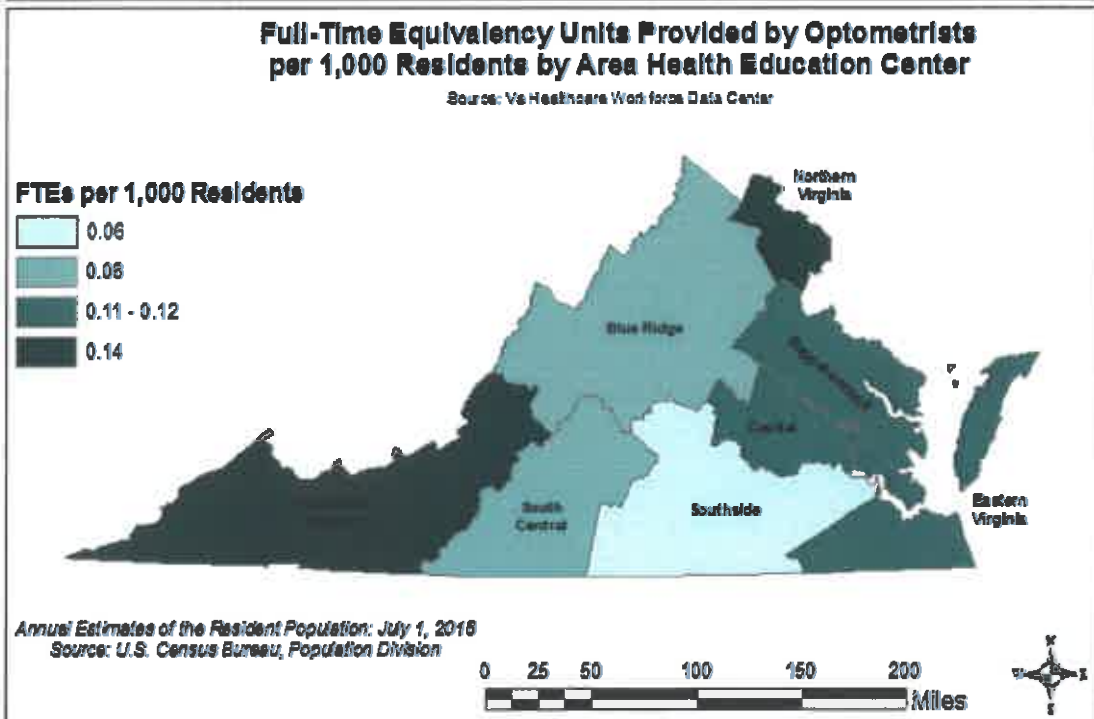 Full-Time Equivalency Units Provided by Optometrists
per 1,000 Residents by Area Health Education Center
Source: Va Healthcare Work force Data Center
FTEs per 1,000 Residents
0.06
0.08
0.11 - 0.12
0.14
Northern
Virginia
Blue Ridge
Capital
South
Central
Southside
Eastern
Virginia
Annual Estimates of the Resident Population: July 1,
Source: U.S. Census Bureau, Population Division
0 25 50 100 150 200
Miles